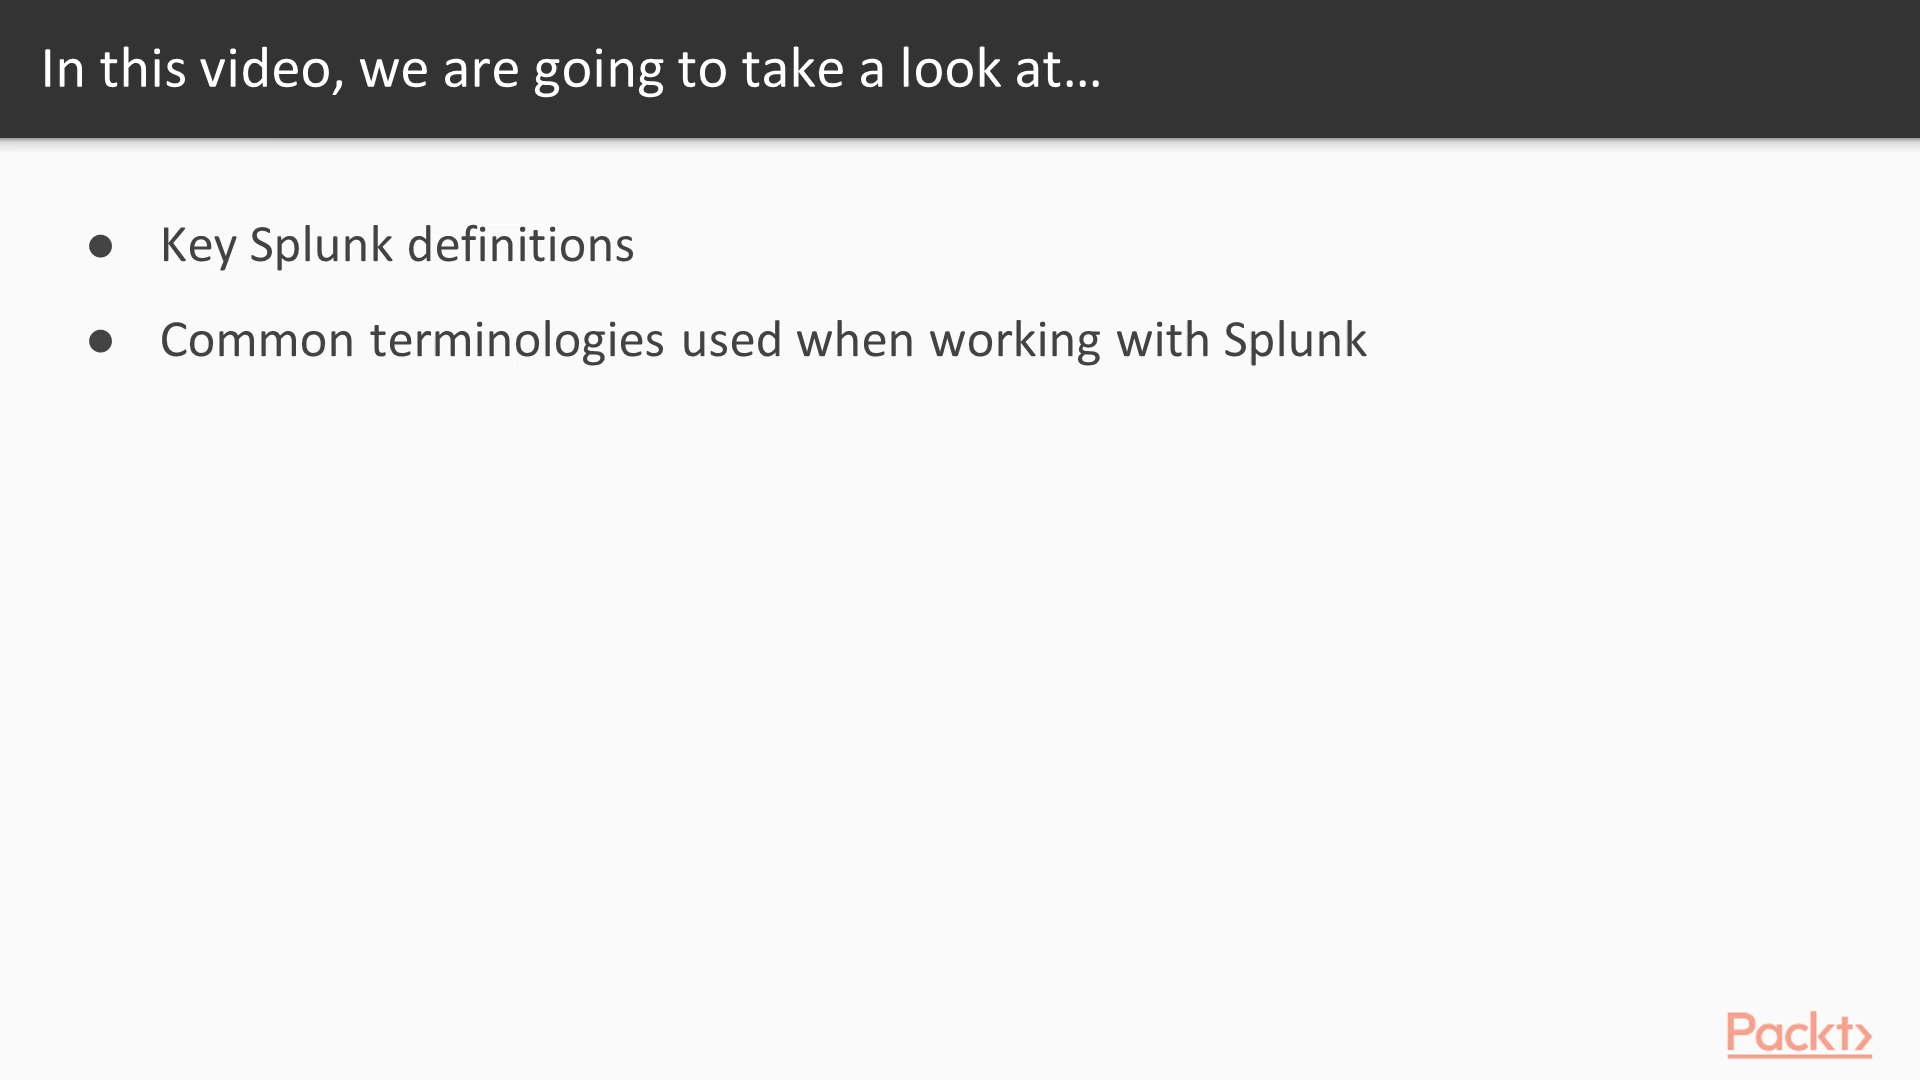 In this video, we are going to take a look at…
● Key Splunk definitions
● Common terminologies used when working with Splunk
Packt>